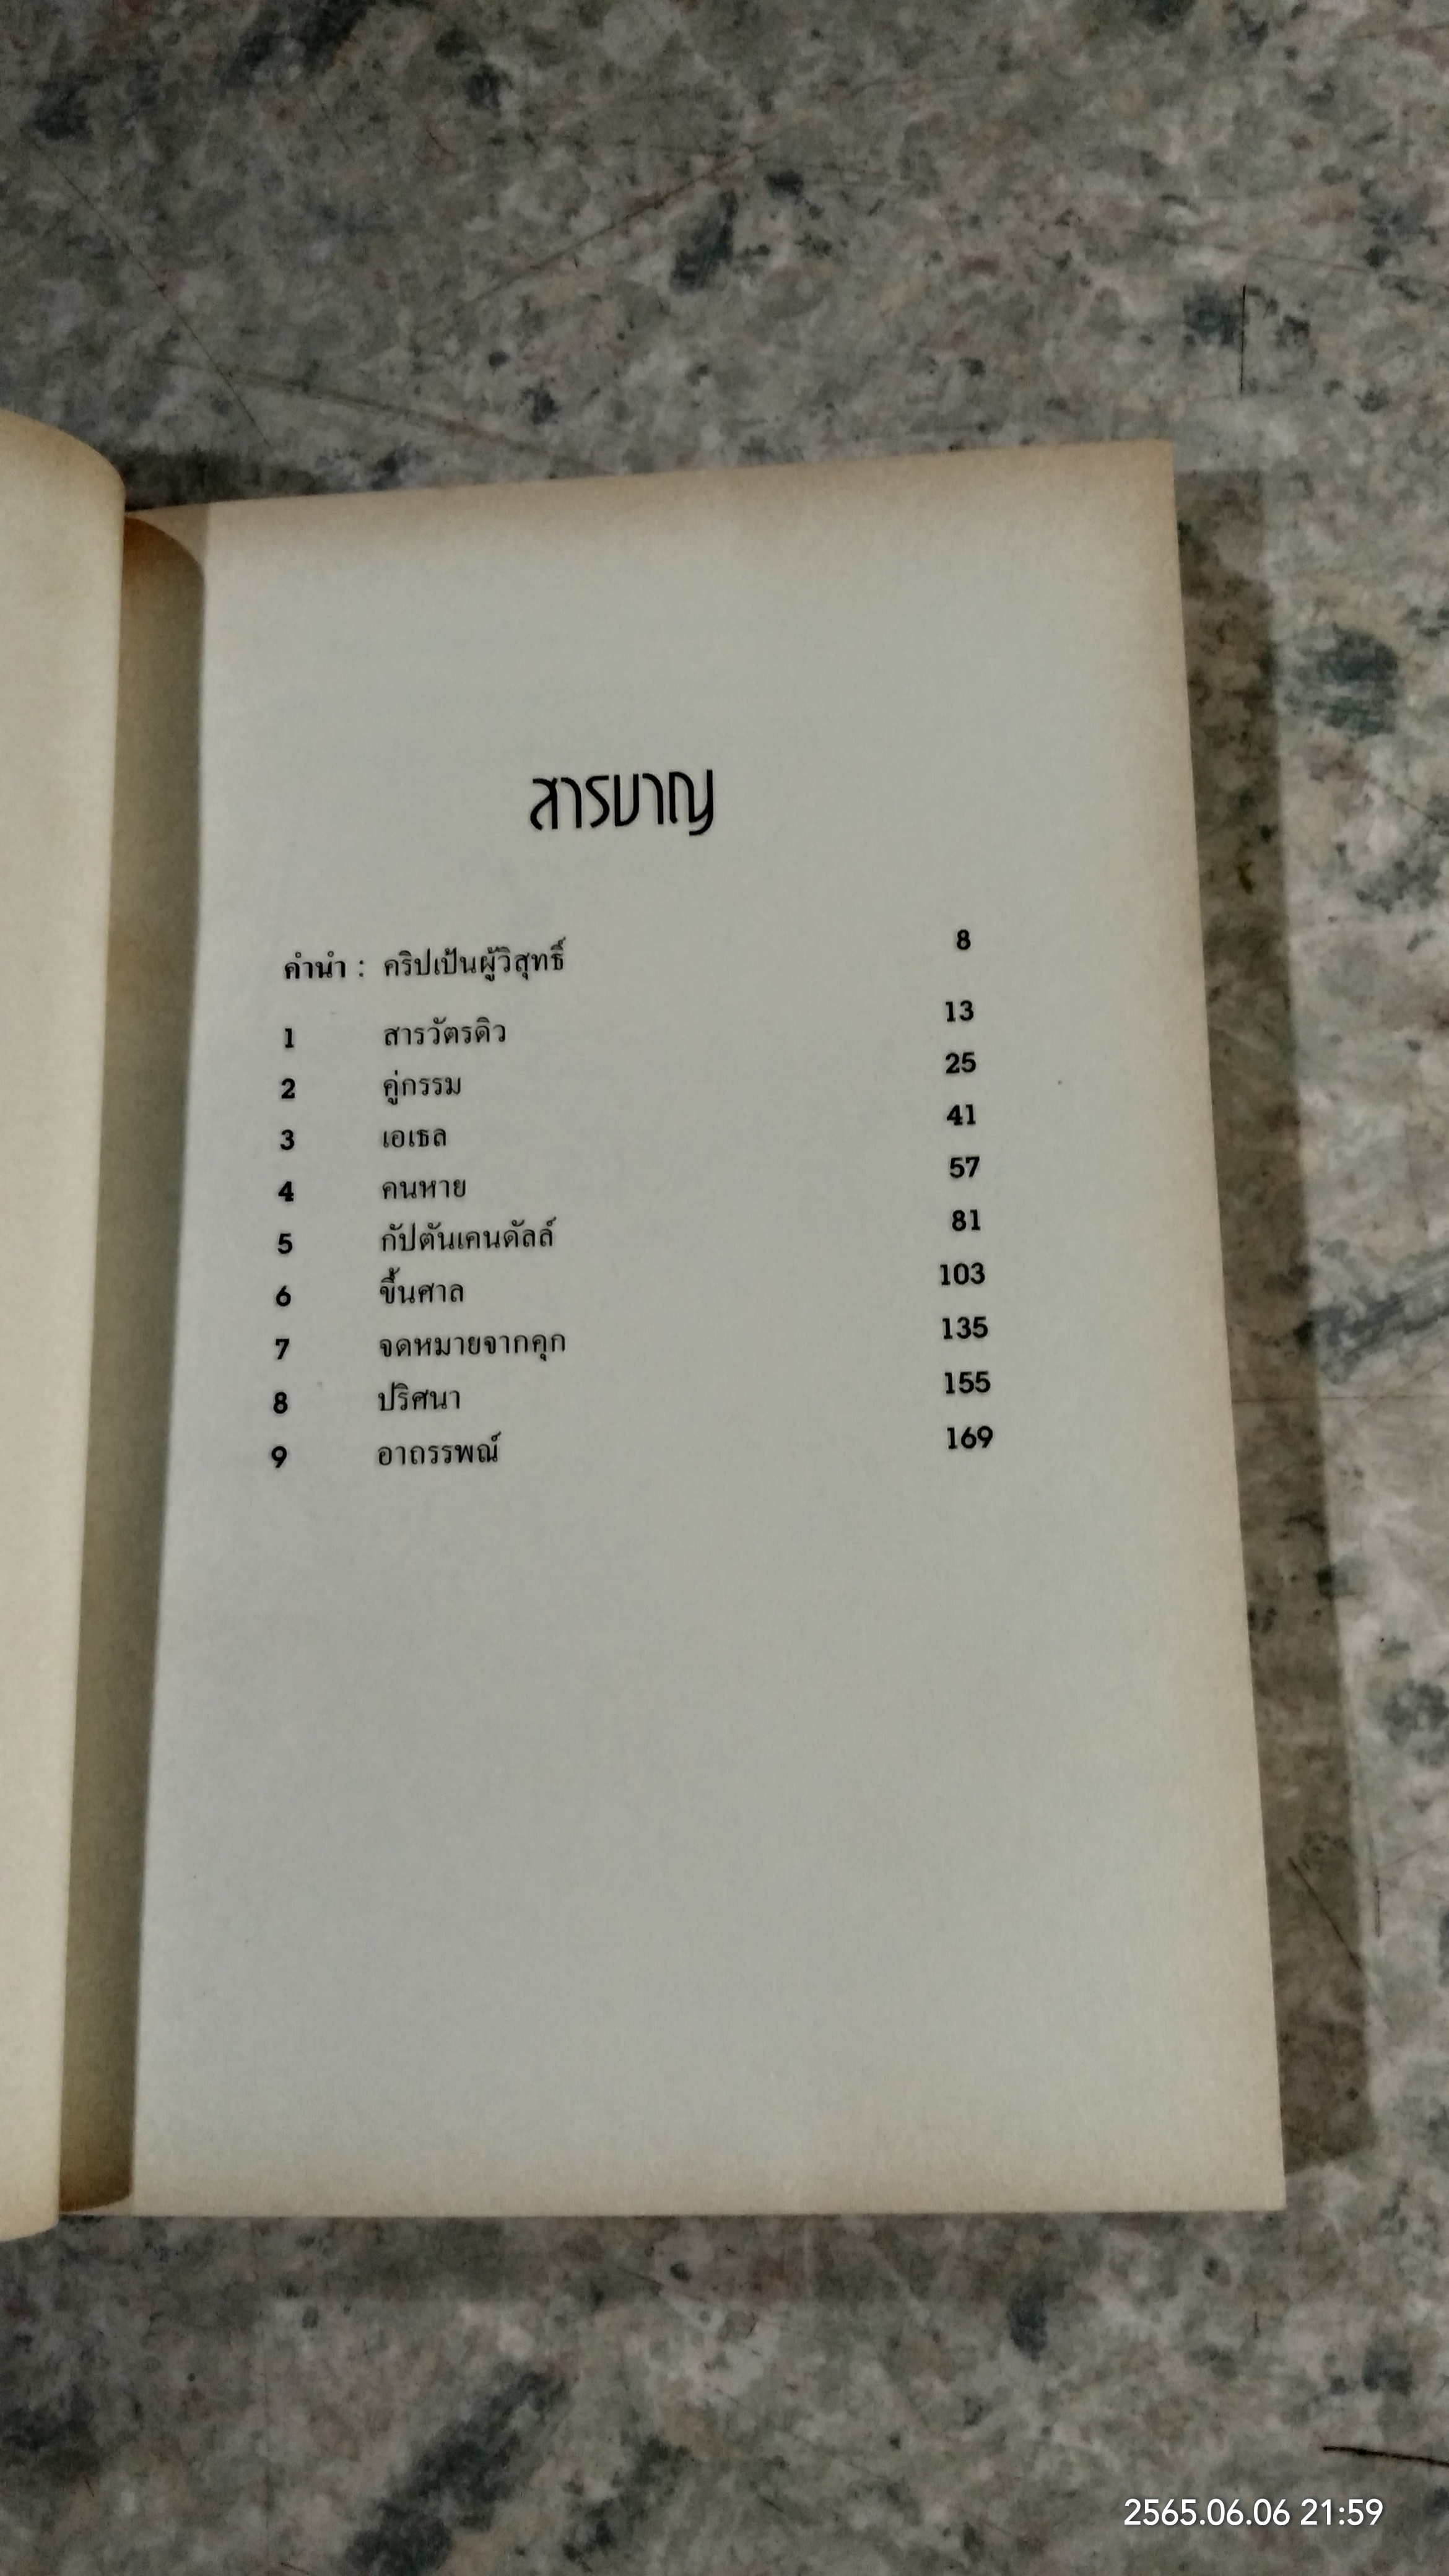 สารบาญ
คำนำ : คริปเป้นผู้วิสุทธิ์ 8
1 สารวัตรดิว 13
2 คู่กรรม 25
3 เอเธล 41
4 คนหาย 57
5 กัปตันเคนดัลล์ 81
6 ขึ้นศาล 103
7 จดหมายจากคุก 135
8 ปริศนา 155
9 อาถรรพณ์ 169
2565.06.06 21:59